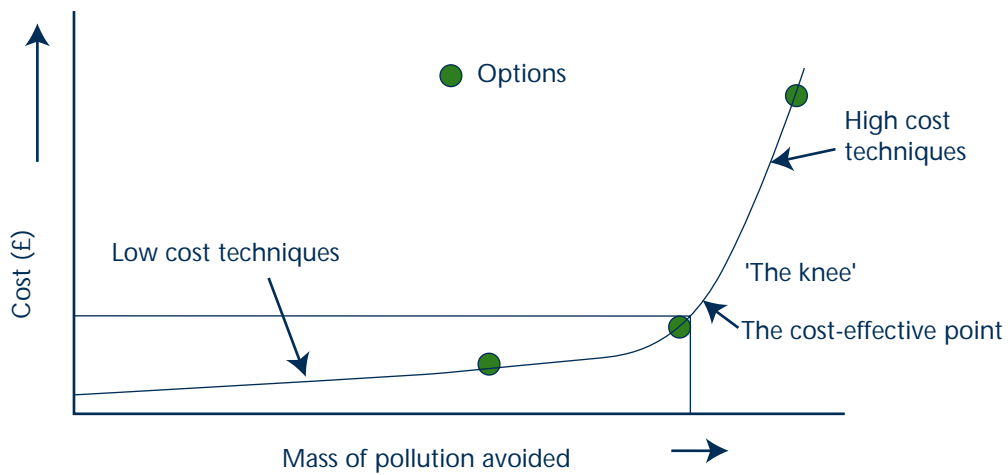 Options
High cost
techniques
Low cost techniques
Cost (£)
'The knee'
The cost-effective point
Mass of pollution avoided